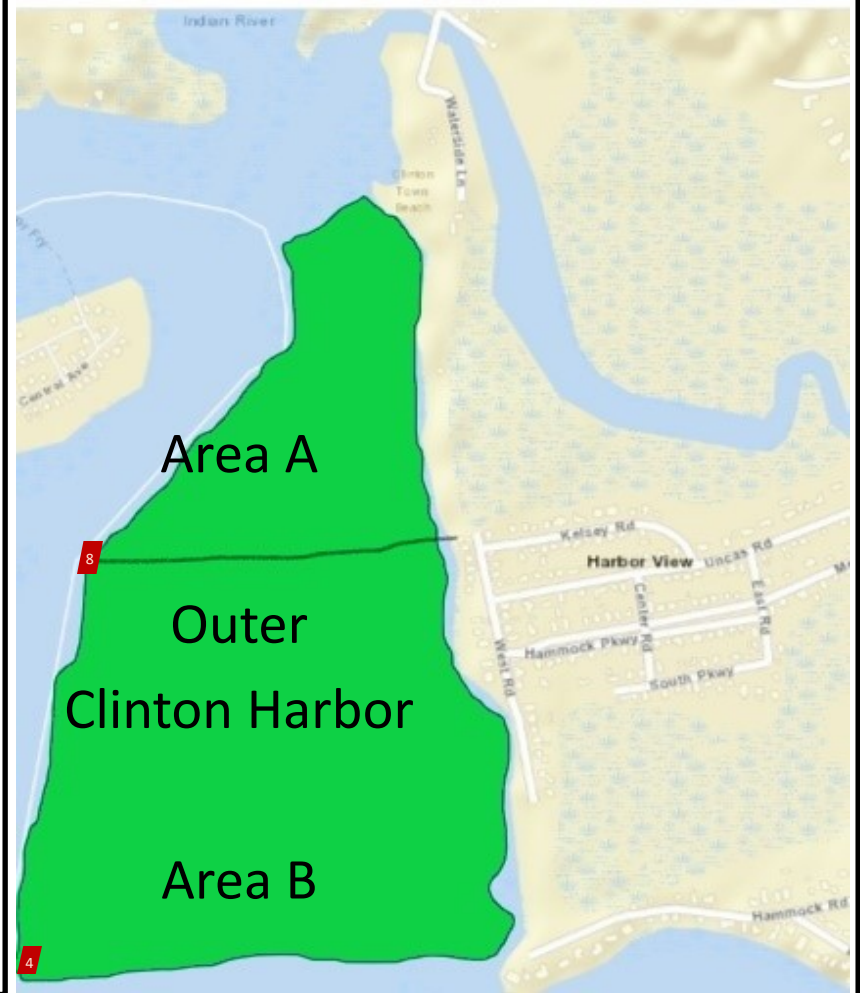 Indian River
Waterside Ln
Clinton
Town
Beach
Central Ave
Area A
8
Kelsey Rd
Harbor View
Uncas Rd
Center Rd
East Rd
Outer
Hammock Pkwy
West Rd
South Pkwy
Clinton Harbor
Area B
Hammock Rd
4